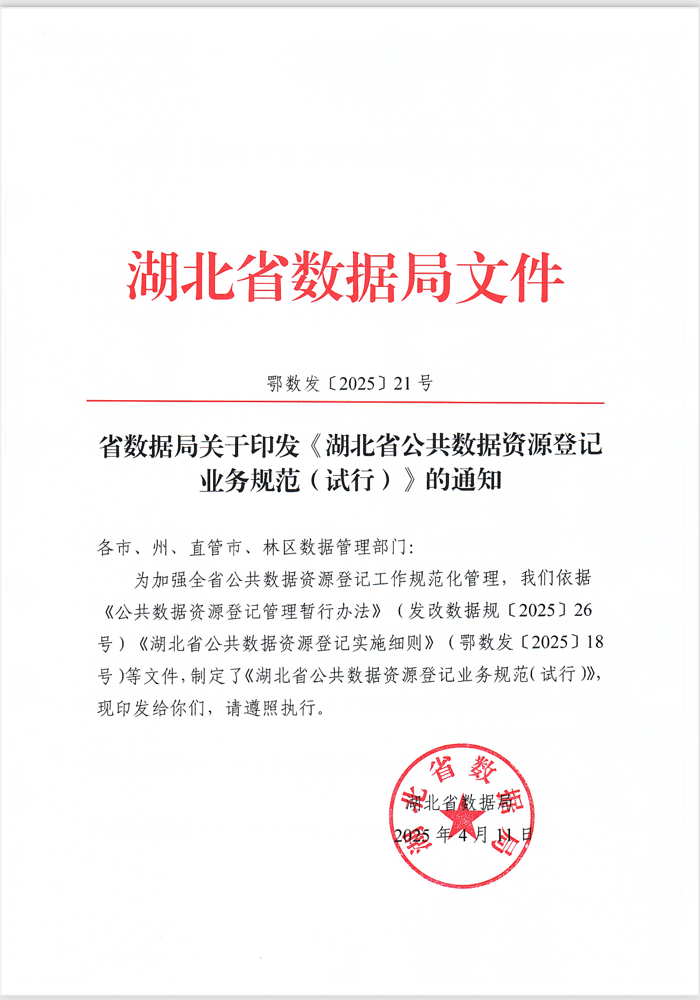 湖北省数据局文件
鄂数发〔2025〕21 号
省数据局关于印发《湖北省公共数据资源登记
业务规范（试行）》的通知
各市、州、直管市、林区数据管理部门：
为加强全省公共数据资源登记工作规范化管理，我们依据
《公共数据资源登记管理暂行办法》（发改数据规〔2025〕26
号）《湖北省公共数据资源登记实施细则》（鄂数发〔2025〕18
号)等文件,制定了《湖北省公共数据资源登记业务规范(试行)》，
现印发给你们，请遵照执行。
湖北省数据局
湖北省数据局
2025 年 4 月 11 日